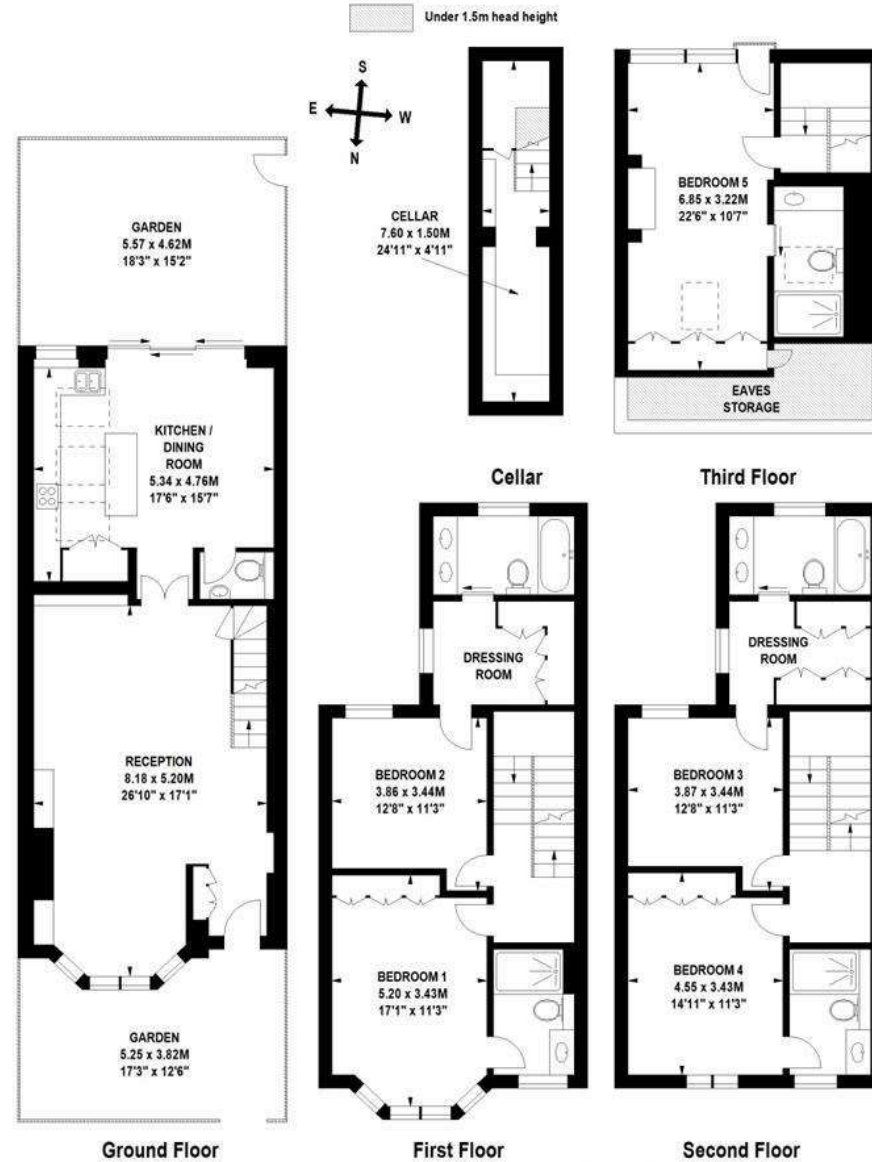 Under 1.5m head height
S
E
W
N
GARDEN
5.57 x 4.62M
18'3" x 15'2"
KITCHEN /
DINING
ROOM
5.34 x 4.76M
17'6" x 15'7"
RECEPTION
8.18 x 5.20M
26'10" x 17'1"
GARDEN
5.25 x 3.82M
17'3" x 12'6"
Ground Floor
CELLAR
7.60 x 1.50M
24'11" x 4'11"
Cellar
BEDROOM 5
6.85 x 3.22M
22'6" x 10'7"
EAVES
STORAGE
Third Floor
DRESSING
ROOM
BEDROOM 2
3.86 x 3.44M
12'8" x 11'3"
BEDROOM 1
5.20 x 3.43M
17'1" x 11'3"
First Floor
DRESSING
ROOM
BEDROOM 3
3.87 x 3.44M
12'8" x 11'3"
BEDROOM 4
4.55 x 3.43M
14'11" x 11'3"
Second Floor